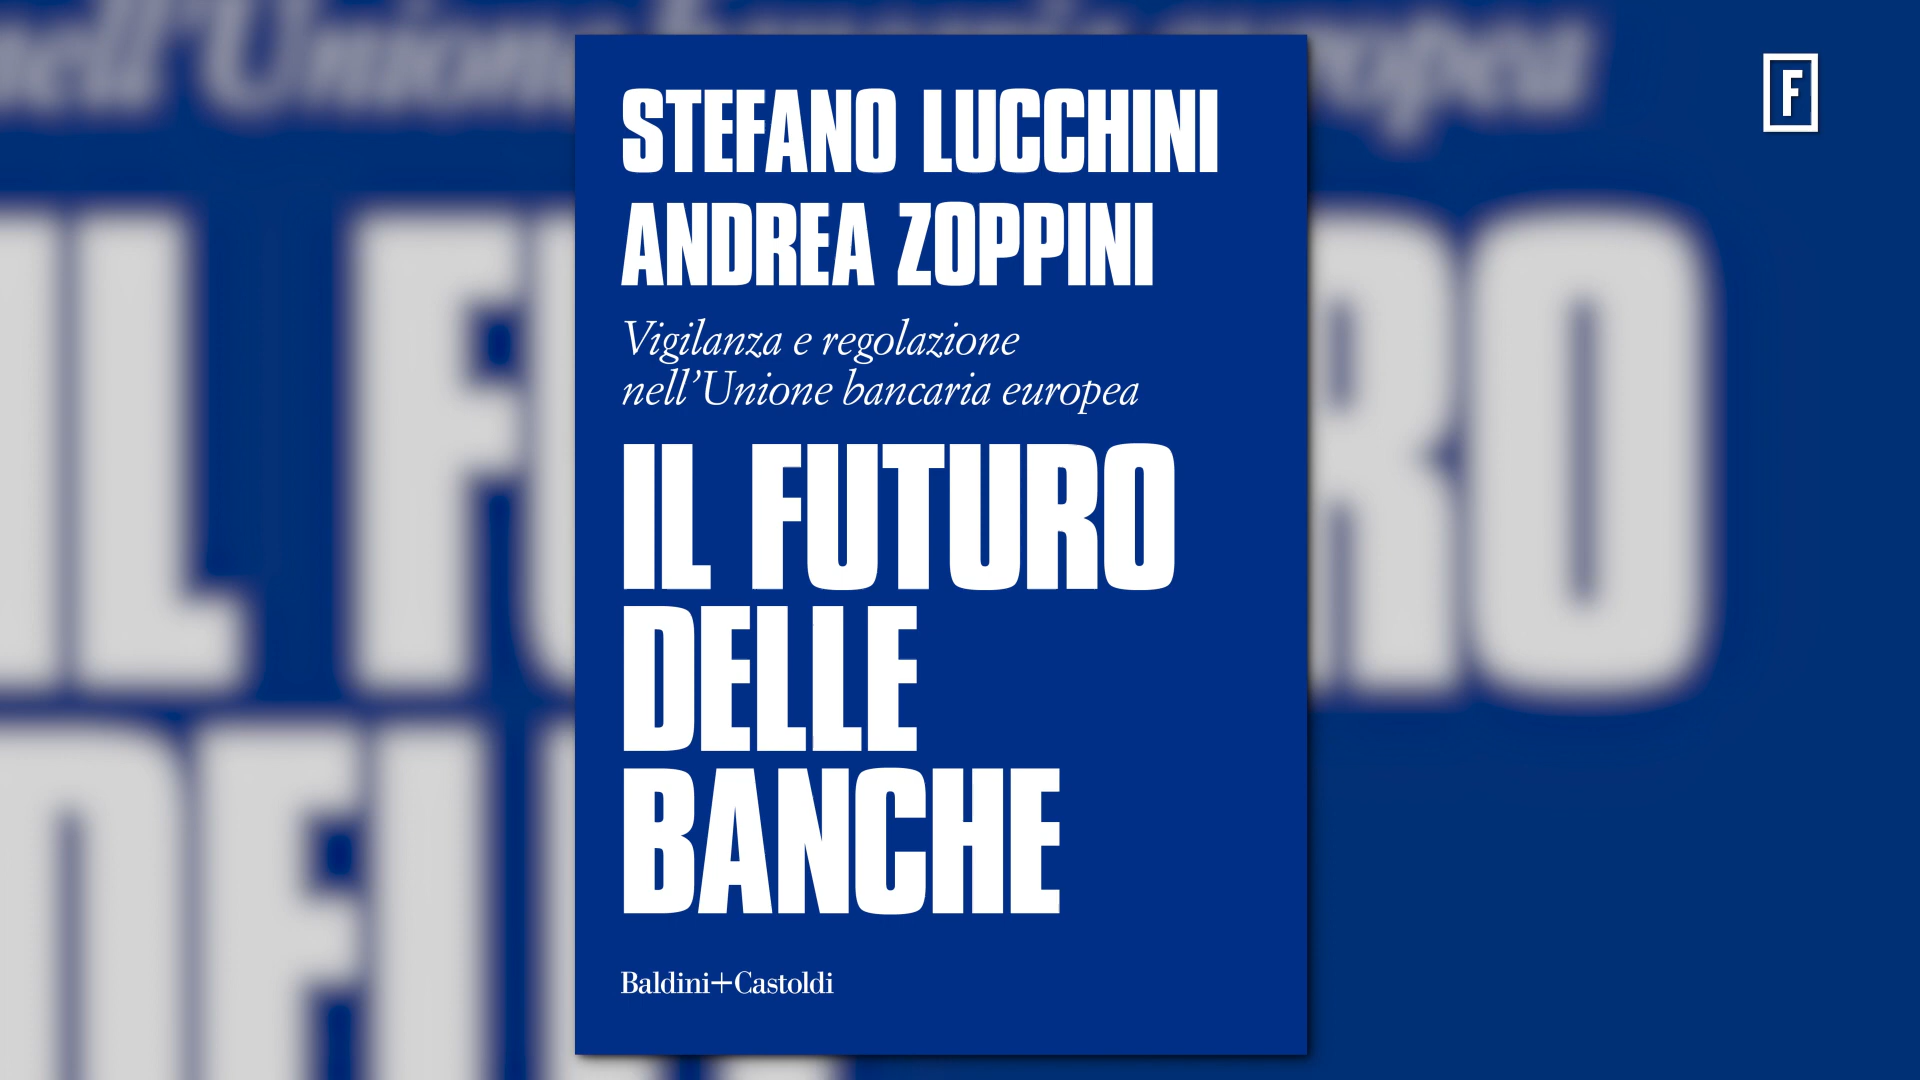 STEFANO LUCCHINI
ANDREA ZOPPINI
Vigilanza e regolazione
nell’Unione bancaria europea
IL FUTURO
DELLE
BANCHE
Baldini+Castoldi
F